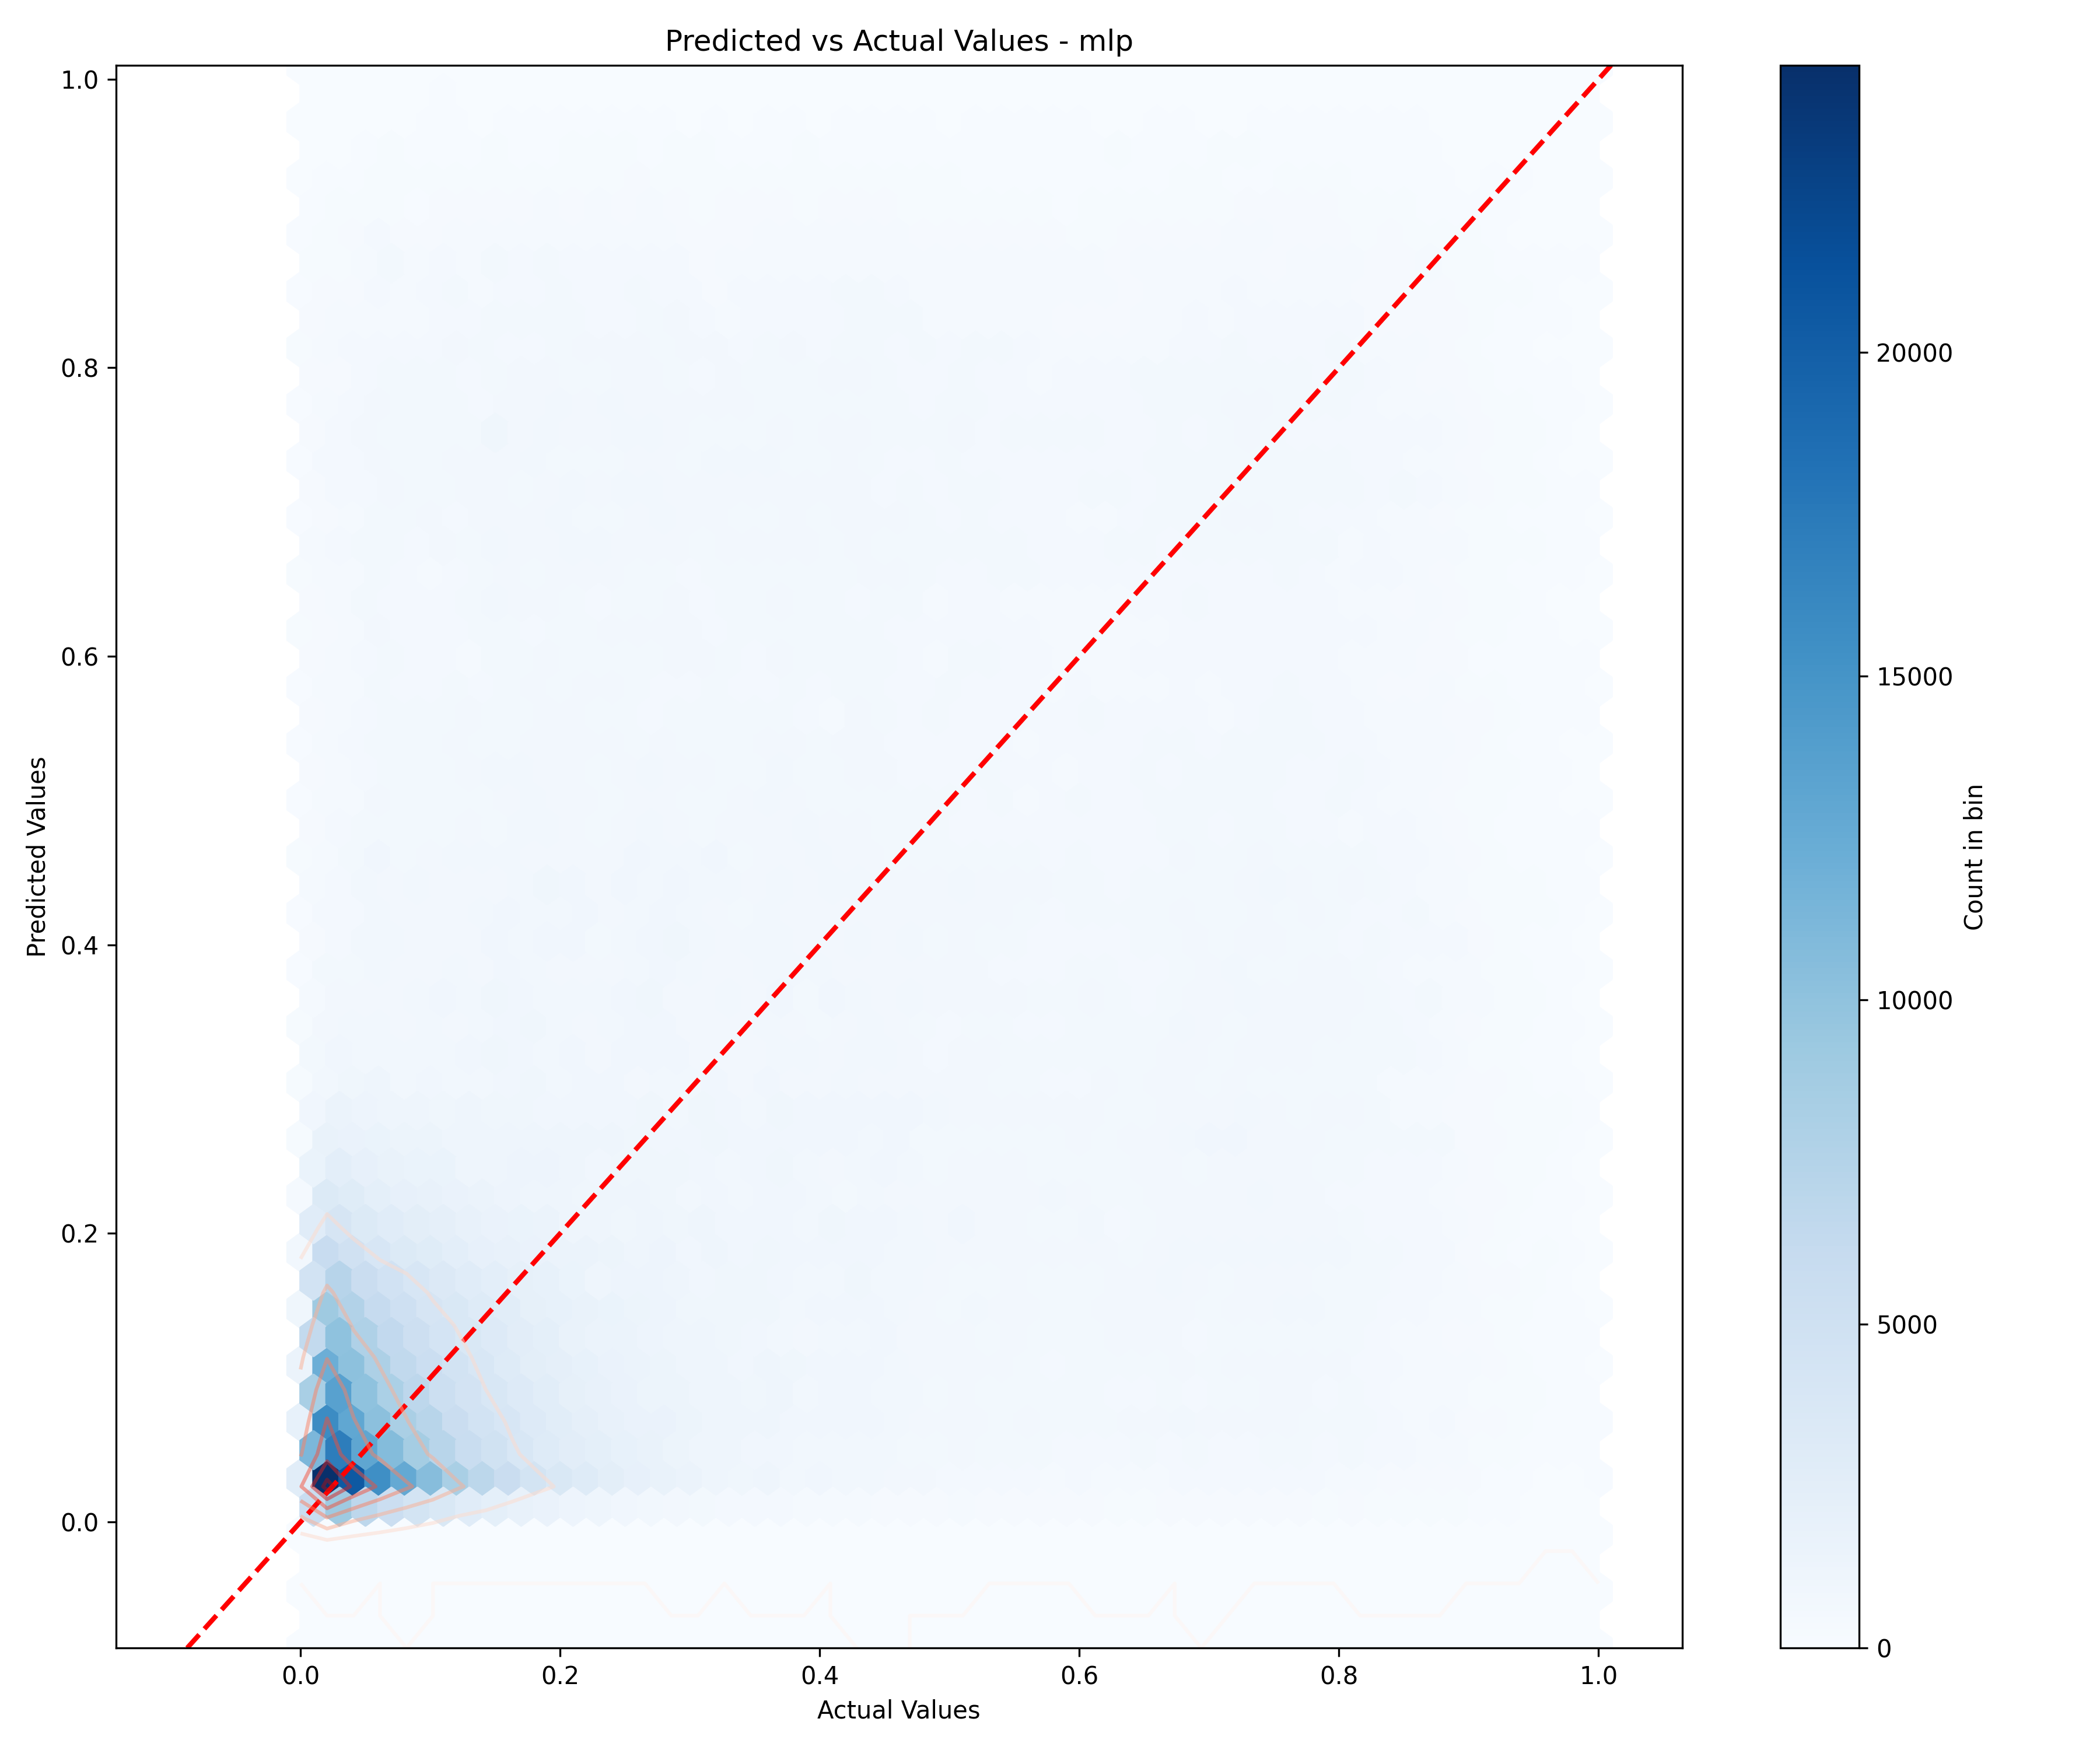 Predicted vs Actual Values - mlp
1.0
0.8
0.6
0.4
0.2
0.0
Predicted Values
0.0 0.2 0.4 0.6 0.8 1.0
Actual Values
20000
15000
10000
5000
0
Count in bin